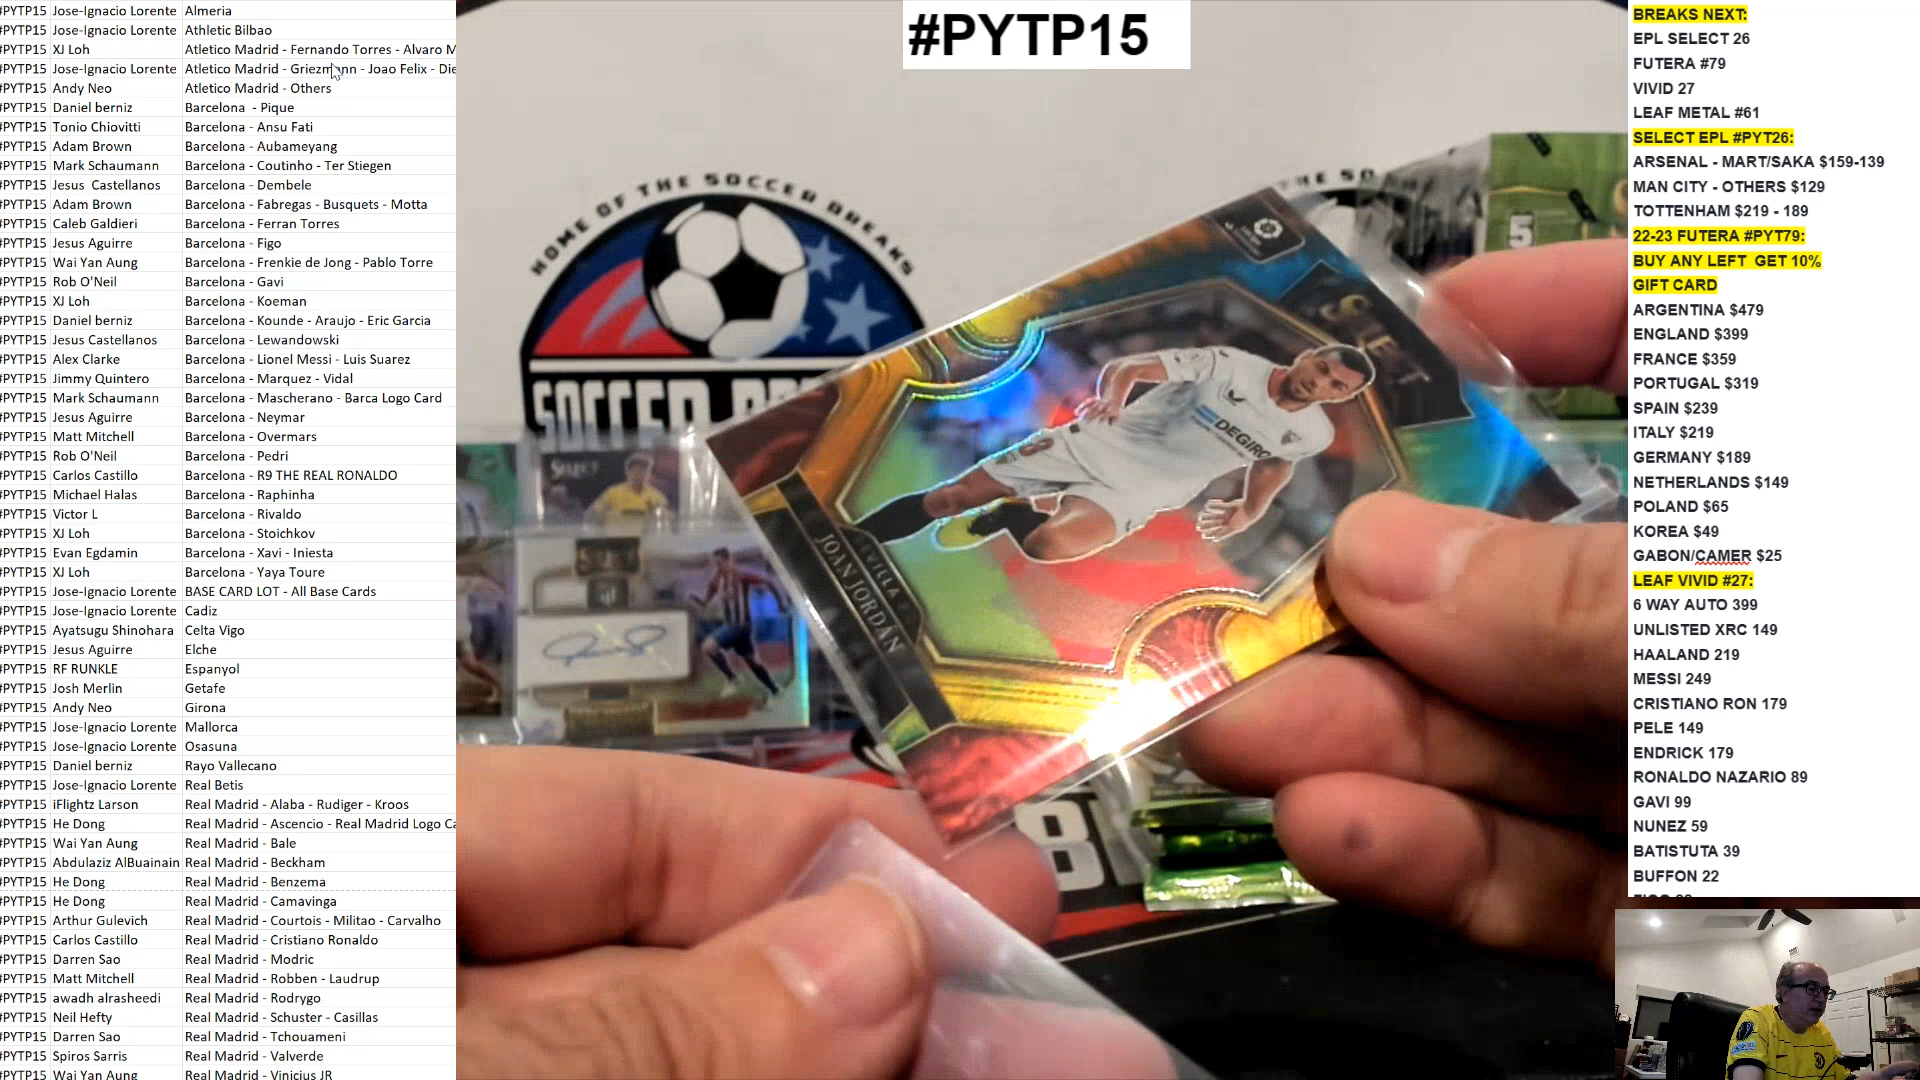 #PYTP15 Jose-Ignacio Lorente Almeria
#PYTP15 Jose-Ignacio Lorente Athletic Bilbao
#PYTP15 XJ Loh Atletico Madrid - Fernando Torres - Alvaro M
#PYTP15 Jose-Ignacio Lorente Atletico Madrid - Griezmann - Joao Felix - Die
#PYTP15 Andy Neo Atletico Madrid - Others
#PYTP15 Daniel berniz Barcelona - Pique
#PYTP15 Tonio Chiovitti Barcelona - Ansu Fati
#PYTP15 Adam Brown Barcelona - Aubameyang
#PYTP15 Mark Schaumann Barcelona - Coutinho - Ter Stiegen
#PYTP15 Jesus Castellanos Barcelona - Dembele
#PYTP15 Adam Brown Barcelona - Fabregas - Busquets - Motta
#PYTP15 Caleb Galdieri Barcelona - Ferran Torres
#PYTP15 Jesus Aguirre Barcelona - Figo
#PYTP15 Wai Yan Aung Barcelona - Frenkie de Jong - Pablo Torre
#PYTP15 Rob O'Neil Barcelona - Gavi
#PYTP15 XJ Loh Barcelona - Koeman
#PYTP15 Daniel berniz Barcelona - Kounde - Araujo - Eric Garcia
#PYTP15 Jesus Castellanos Barcelona - Lewandowski
#PYTP15 Alex Clarke Barcelona - Lionel Messi - Luis Suarez
#PYTP15 Jimmy Quintero Barcelona - Marquez - Vidal
#PYTP15 Mark Schaumann Barcelona - Mascherano - Barca Logo Card
#PYTP15 Jesus Aguirre Barcelona - Neymar
#PYTP15 Matt Mitchell Barcelona - Overmars
#PYTP15 Rob O'Neil Barcelona - Pedri
#PYTP15 Carlos Castillo Barcelona - R9 THE REAL RONALDO
#PYTP15 Michael Halas Barcelona - Raphinha
#PYTP15 Victor L Barcelona - Rivaldo
#PYTP15 XJ Loh Barcelona - Stoichkov
#PYTP15 Evan Egdamin Barcelona - Xavi - Iniesta
#PYTP15 XJ Loh Barcelona - Yaya Toure
#PYTP15 Jose-Ignacio Lorente BASE CARD LOT - All Base Cards
#PYTP15 Jose-Ignacio Lorente Cadiz
#PYTP15 Ayatsugu Shinohara Celta Vigo
#PYTP15 Jesus Aguirre Elche
#PYTP15 RF RUNKLE Espanyol
#PYTP15 Josh Merlin Getafe
#PYTP15 Andy Neo Girona
#PYTP15 Jose-Ignacio Lorente Mallorca
#PYTP15 Jose-Ignacio Lorente Osasuna
#PYTP15 Daniel berniz Rayo Vallecano
#PYTP15 Jose-Ignacio Lorente Real Betis
#PYTP15 iFlightz Larson Real Madrid - Alaba - Rudiger - Kroos
#PYTP15 He Dong Real Madrid - Ascencio - Real Madrid Logo Ca
#PYTP15 Wai Yan Aung Real Madrid - Bale
#PYTP15 Abdulaziz AlBuainain Real Madrid - Beckham
#PYTP15 He Dong Real Madrid - Benzema
#PYTP15 He Dong Real Madrid - Camavinga
#PYTP15 Arthur Gulevich Real Madrid - Courtois - Militao - Carvalho
#PYTP15 Carlos Castillo Real Madrid - Cristiano Ronaldo
#PYTP15 Darren Sao Real Madrid - Modric
#PYTP15 Matt Mitchell Real Madrid - Robben - Laudrup
#PYTP15 awadh alrasheedi Real Madrid - Rodrygo
#PYTP15 Neil Hefty Real Madrid - Schuster - Casillas
#PYTP15 Darren Sao Real Madrid - Tchouameni
#PYTP15 Spiros Sarris Real Madrid - Valverde
#PYTP15 Wai Yan Aung Real Madrid - Vinicius JR
#PYTP15
HOME OF THE SOCCER BREAKS
SELECT
DEGIRO
SEVILLA
JOAN JORDAN
SELECT
5
BREAKS NEXT:
EPL SELECT 26
FUTERA #79
VIVID 27
LEAF METAL #61
SELECT EPL #PYT26:
ARSENAL - MART/SAKA $159-139
MAN CITY - OTHERS $129
TOTTENHAM $219 - 189
22-23 FUTERA #PYT79:
BUY ANY LEFT GET 10%
GIFT CARD
ARGENTINA $479
ENGLAND $399
FRANCE $359
PORTUGAL $319
SPAIN $239
ITALY $219
GERMANY $189
NETHERLANDS $149
POLAND $65
KOREA $49
GABON/CAMER $25
LEAF VIVID #27:
6 WAY AUTO 399
UNLISTED XRC 149
HAALAND 219
MESSI 249
CRISTIANO RON 179
PELE 149
ENDRICK 179
RONALDO NAZARIO 89
GAVI 99
NUNEZ 59
BATISTUTA 39
BUFFON 22